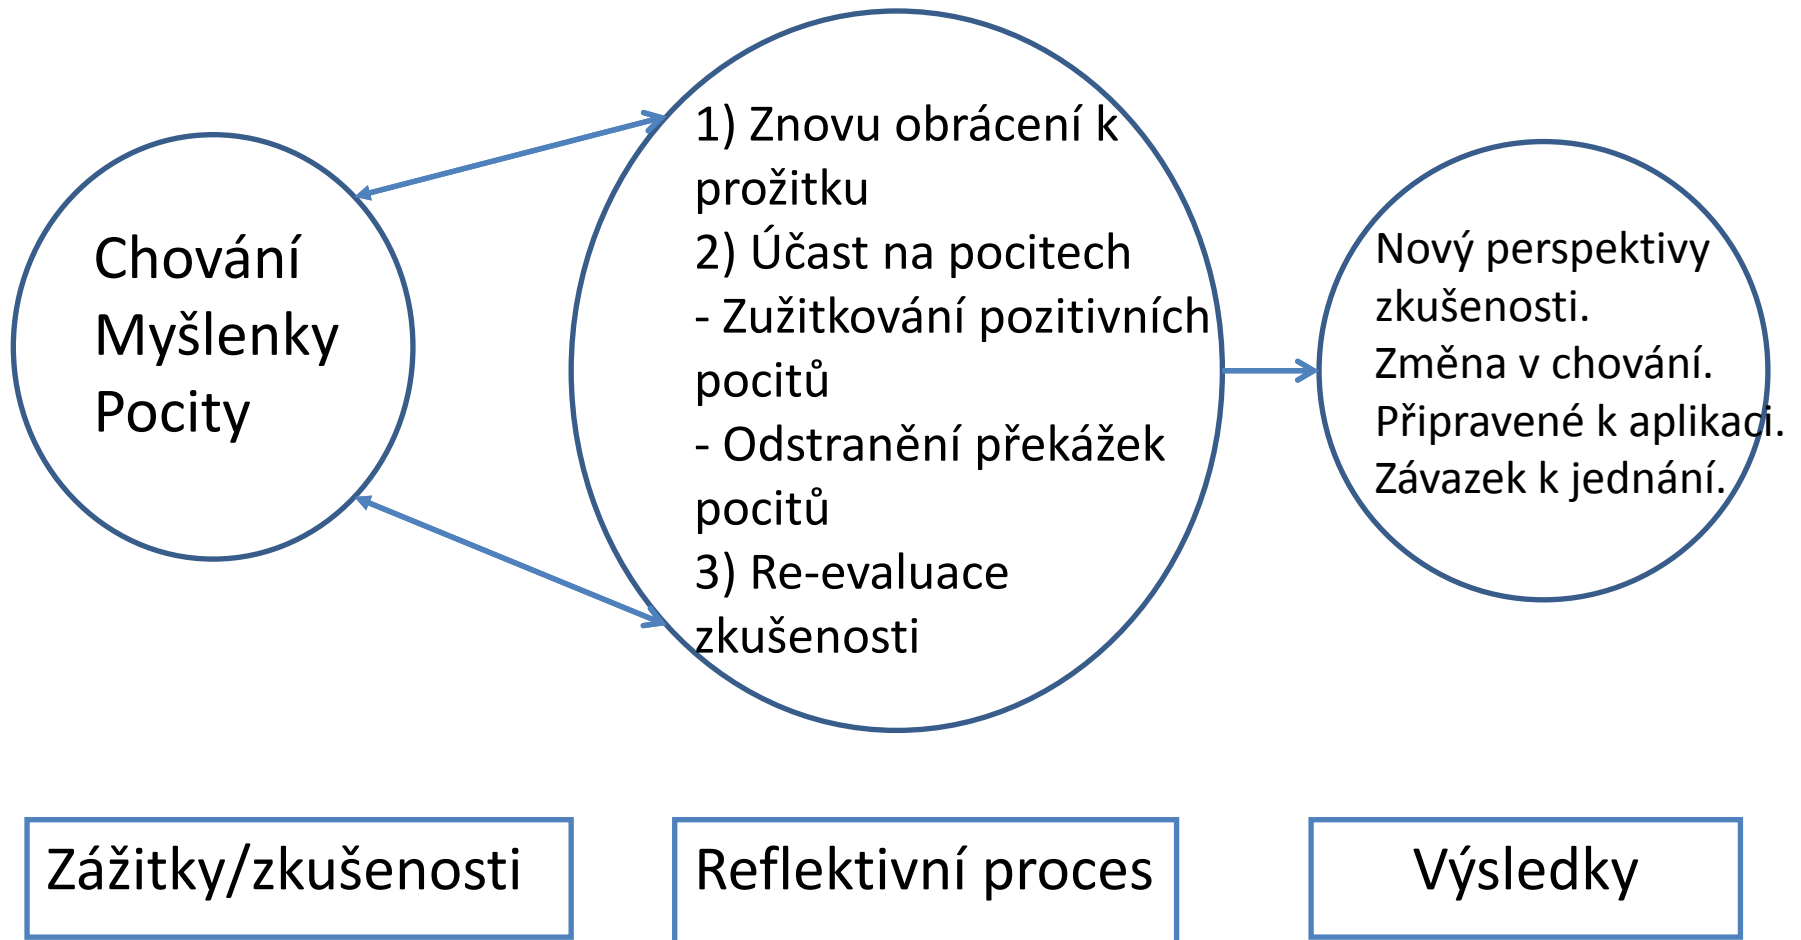 Chování
Myšlenky
Pocity
1) Znovu obrácení k
prožitku
2) Účast na pocitech
- Zužitkování pozitivních
pocitů
- Odstranění překážek
pocitů
3) Re-evaluace
zkušenosti
Nový perspektivy
zkušenosti.
Změna v chování.
Připravené k aplikaci.
Závazek k jednání.
Zážitky/zkušenosti
Reflektivní proces
Výsledky